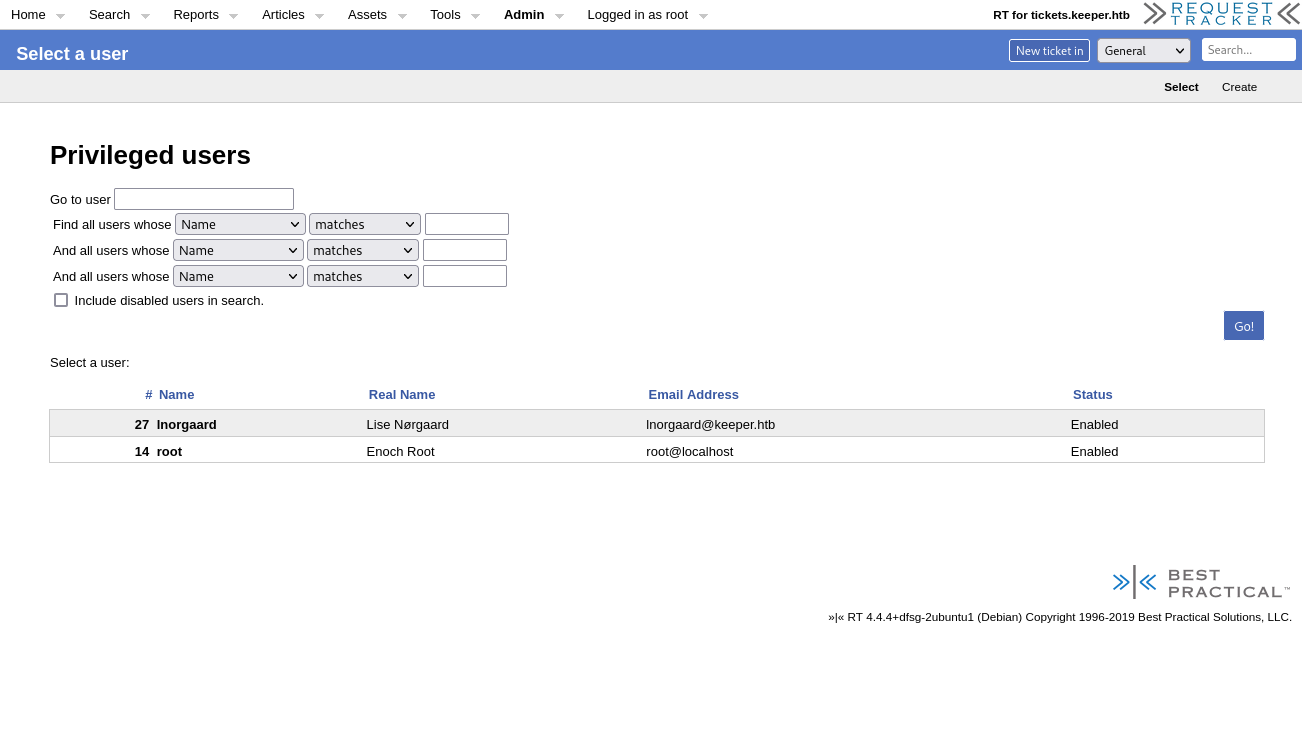 Home Search Reports Articles Assets Tools Admin Logged in as root RT for tickets.keeper.htb REQUEST TRACKER
Select a user New ticket in General Search...
Select Create
Privileged users
Go to user
Find all users whose Name matches
And all users whose Name matches
And all users whose Name matches
Include disabled users in search.
Go!
Select a user:
# Name Real Name Email Address Status
27 lnorgaard Lise Nørgaard lnorgaard@keeper.htb Enabled
14 root Enoch Root root@localhost Enabled
BEST
PRACTICAL™
»|« RT 4.4.4+dfsg-2ubuntu1 (Debian) Copyright 1996-2019 Best Practical Solutions, LLC.